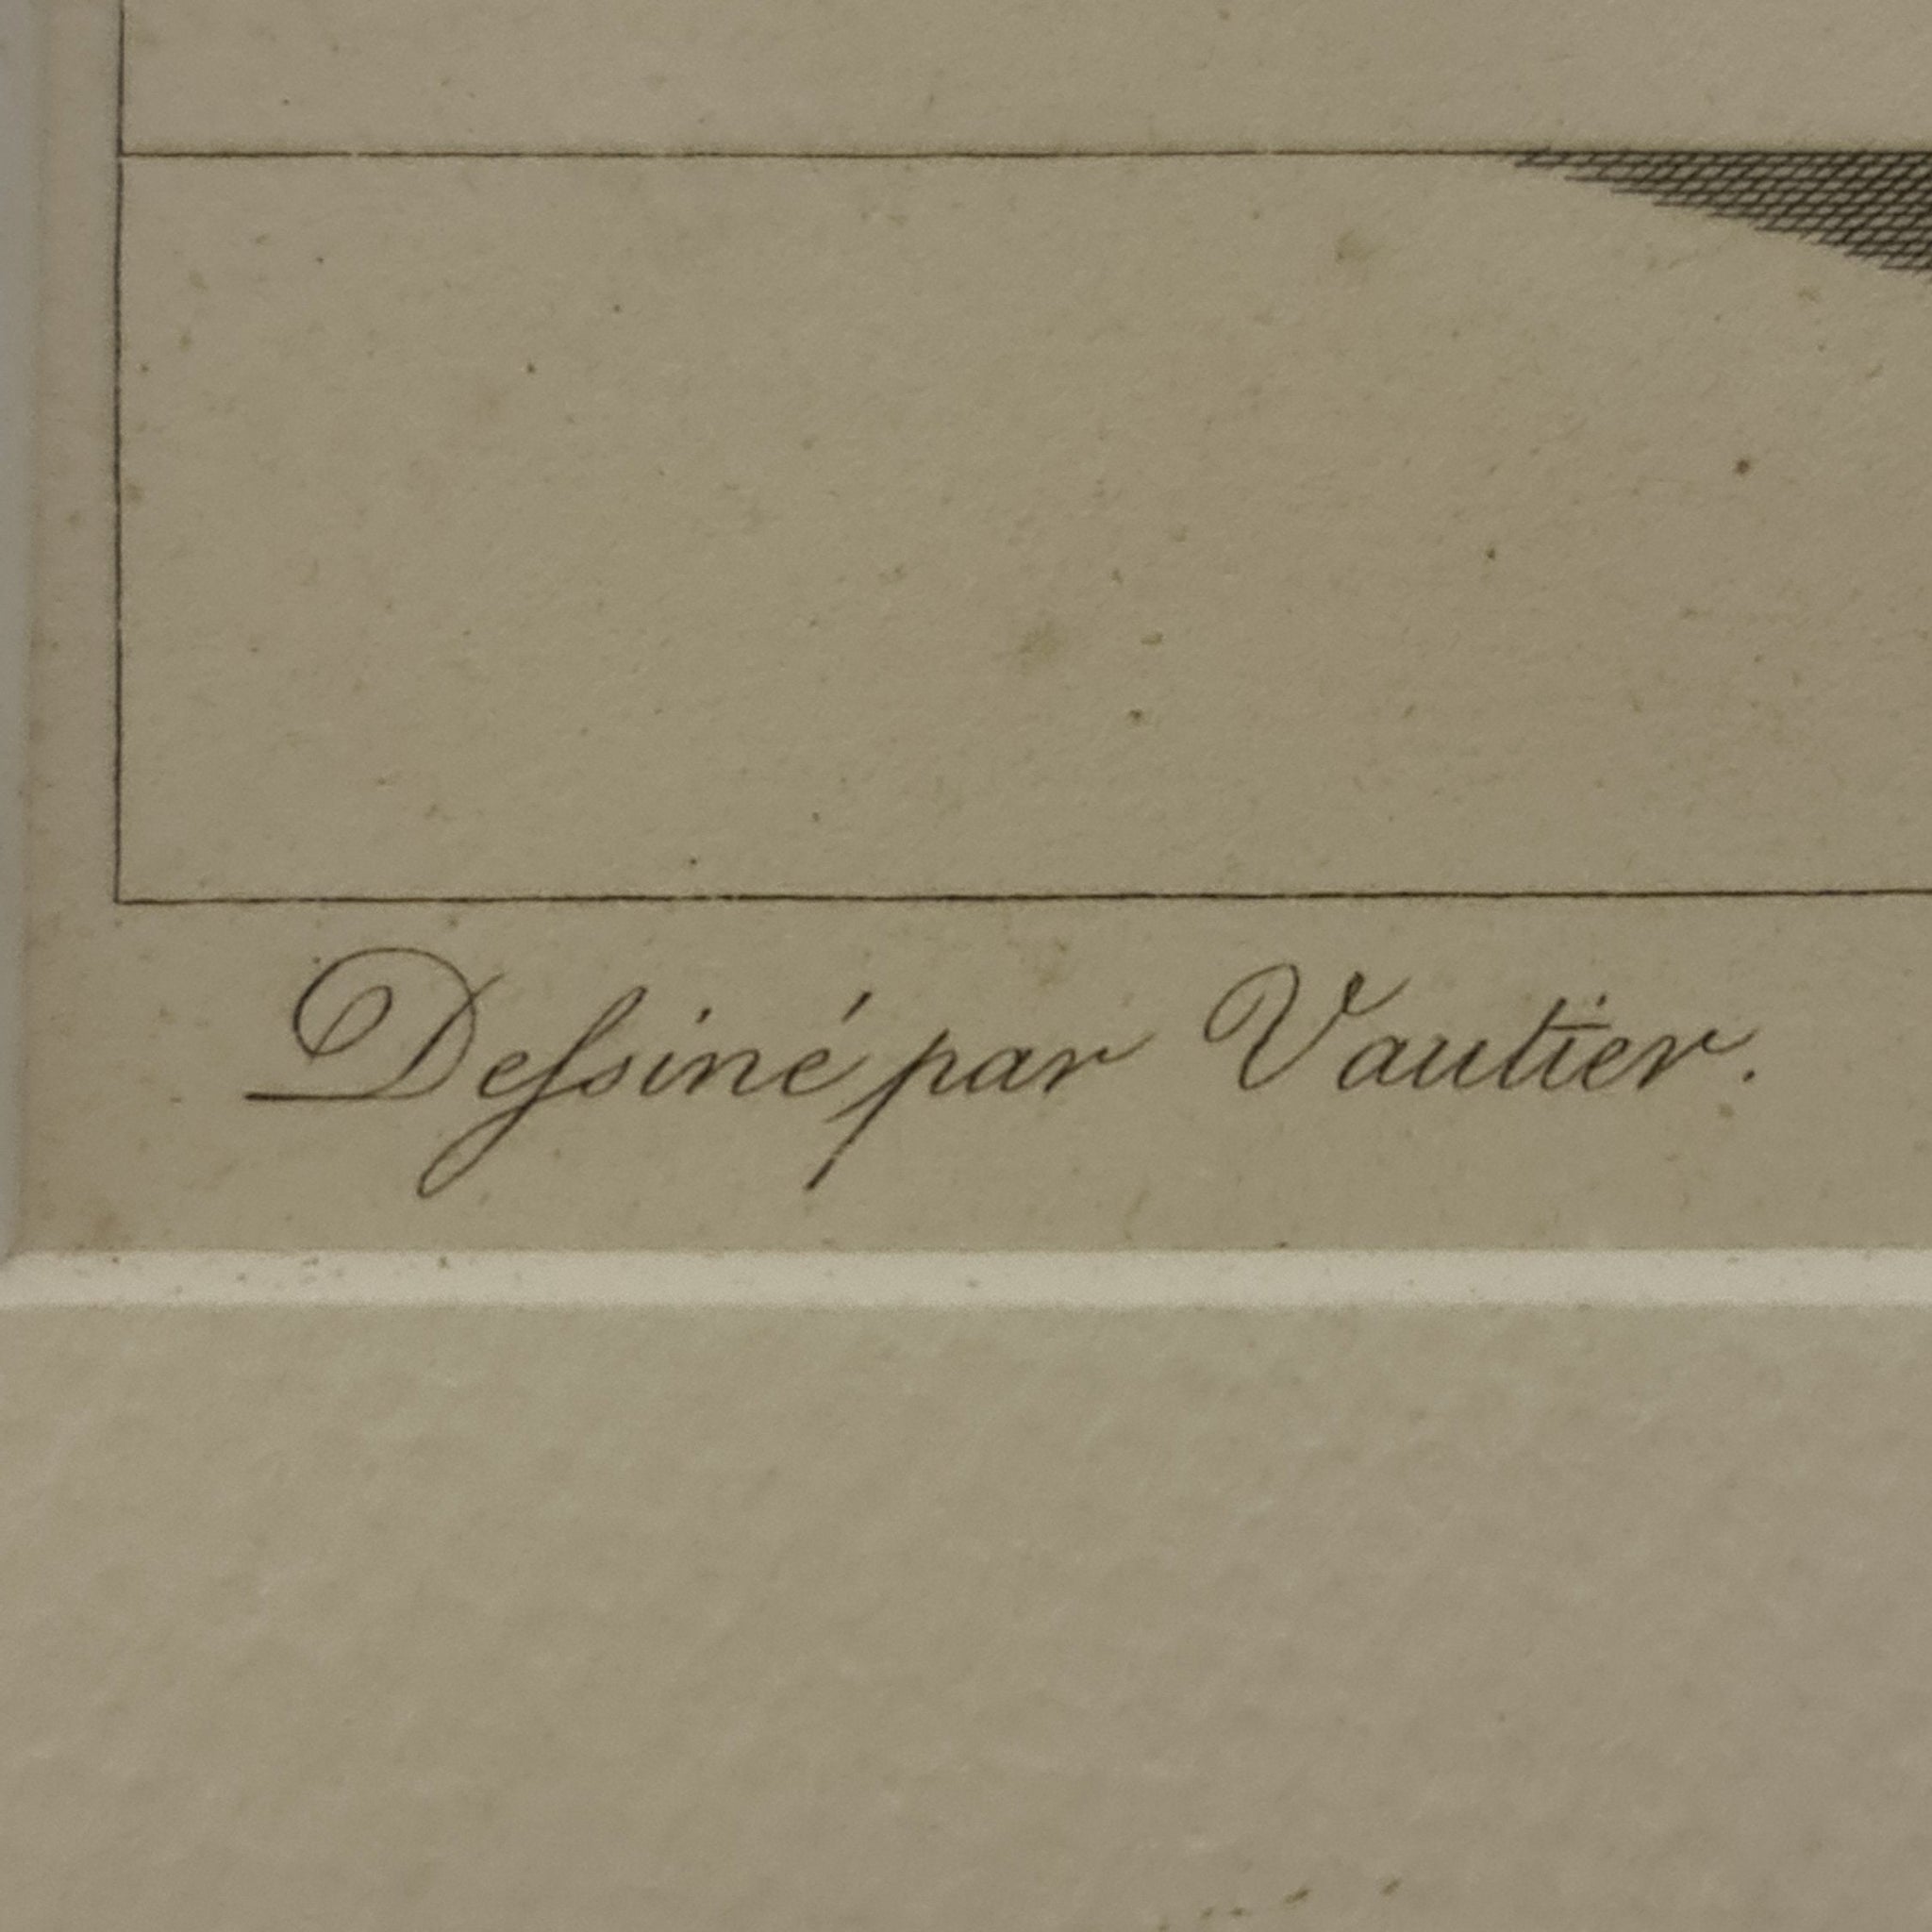 Deſsiné par Vautier.